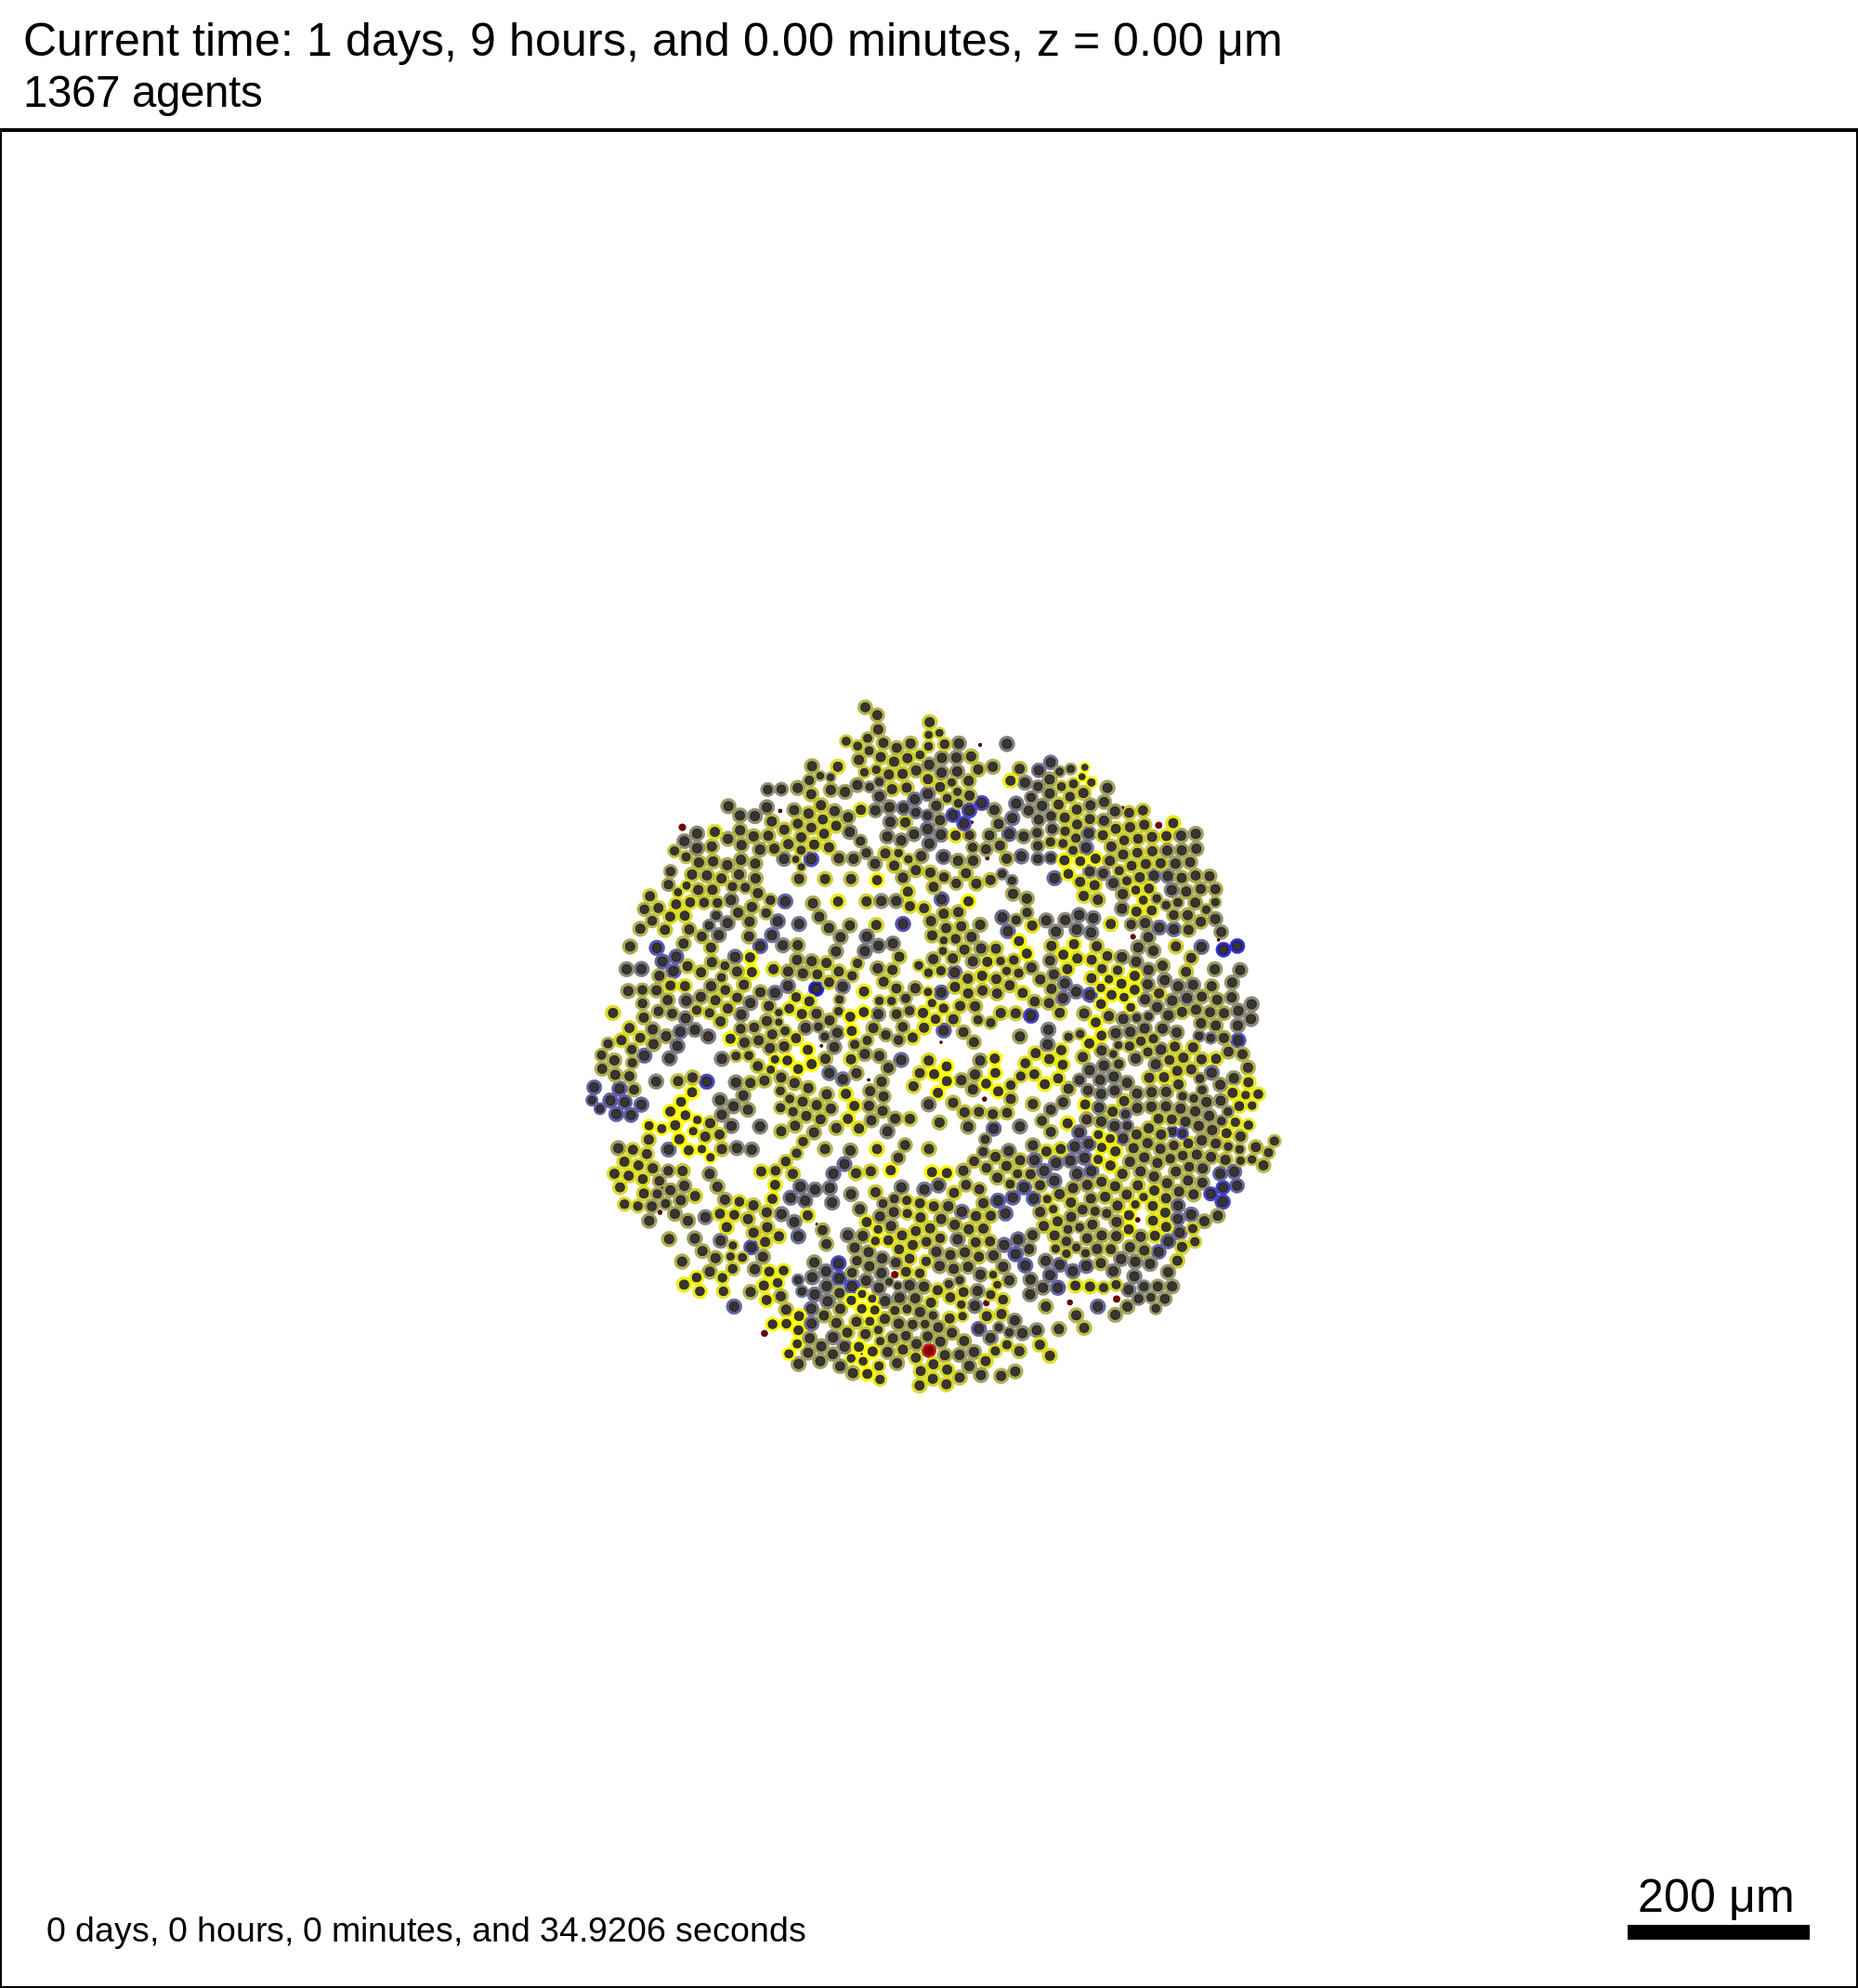 Current time: 1 days, 9 hours, and 0.00 minutes, z = 0.00 μm
1367 agents
200 μm
0 days, 0 hours, 0 minutes, and 34.9206 seconds